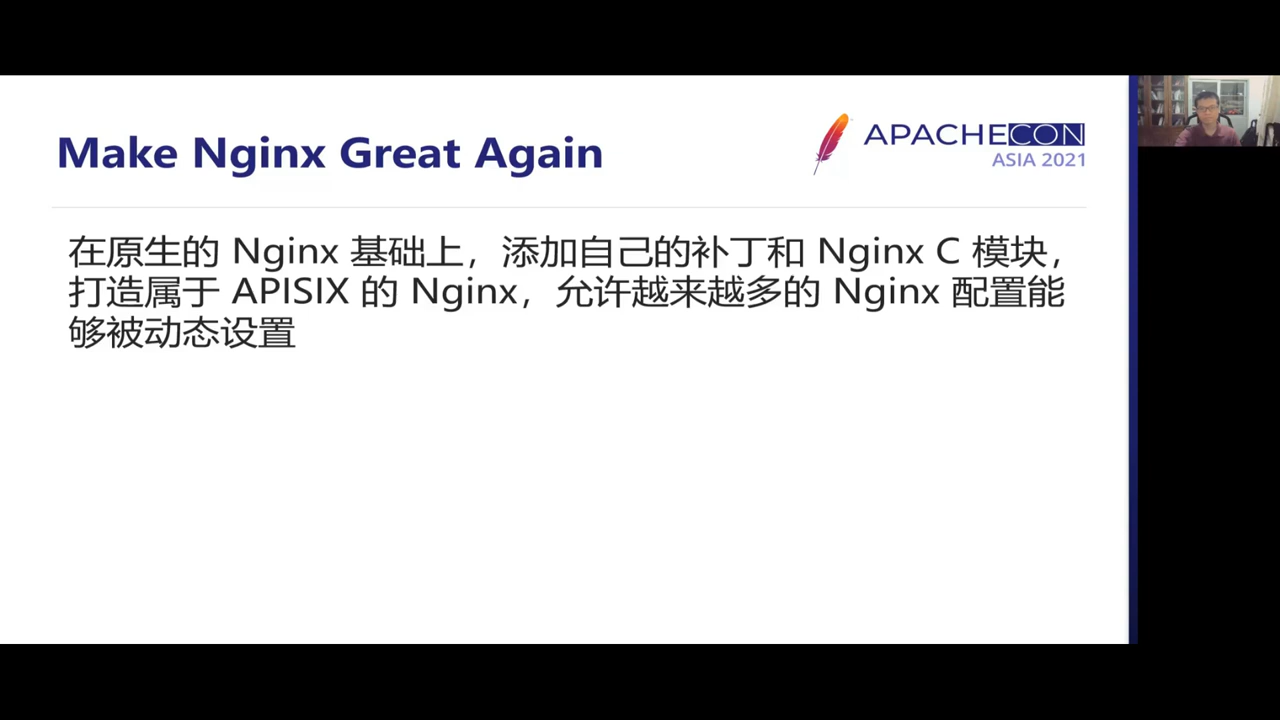 Make Nginx Great Again
APACHECON
ASIA 2021
在原生的 Nginx 基础上，添加自己的补丁和 Nginx C 模块，
打造属于 APISIX 的 Nginx，允许越来越多的 Nginx 配置能
够被动态设置